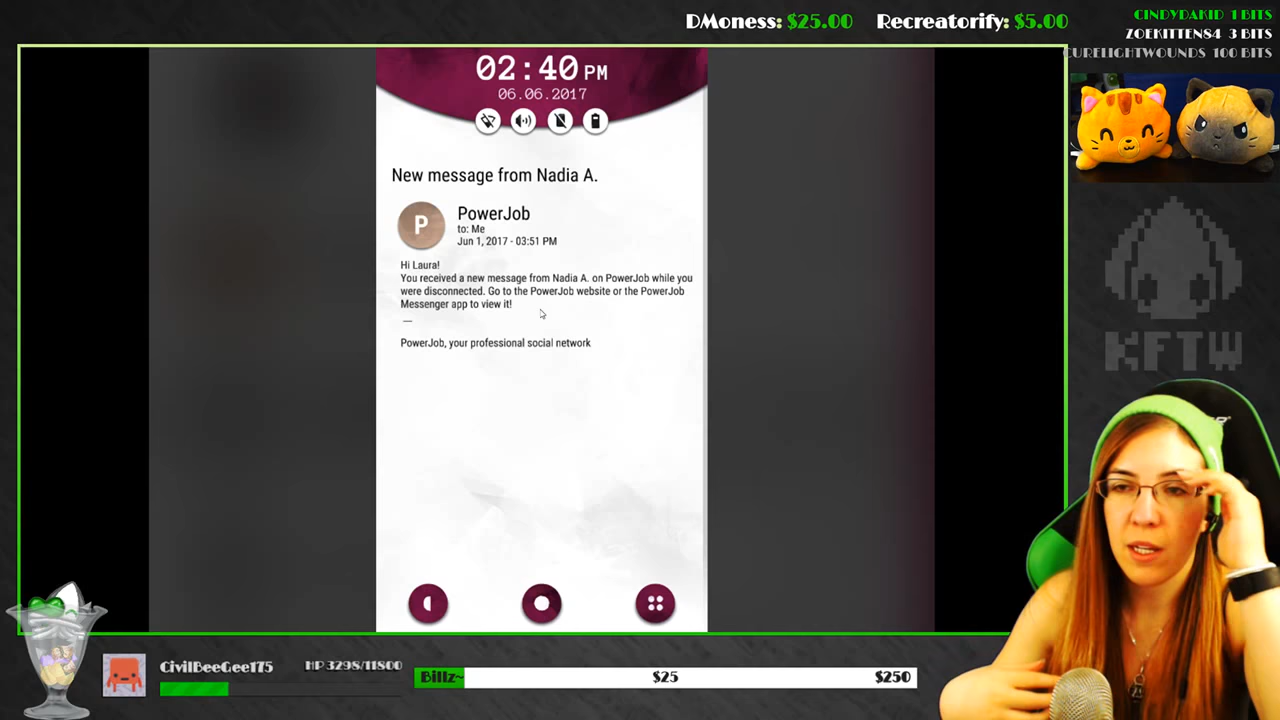 DMoness: $25.00 Recreatorify: $5.00
CINDYDAKID 1 BITS
ZOEKITTENS4 3 BITS
CURELIGHTWOUNDS 100 BITS
02:40 PM
06.06.2017
New message from Nadia A.
P
PowerJob
to: Me
Jun 1, 2017 - 03:51 PM
Hi Laura!
You received a new message from Nadia A. on PowerJob while you
were disconnected. Go to the PowerJob website or the PowerJob
Messenger app to view it!
—
PowerJob, your professional social network
KFTW
CivilBeeGee175 HP 3298/11800
Billz~ $25 $250